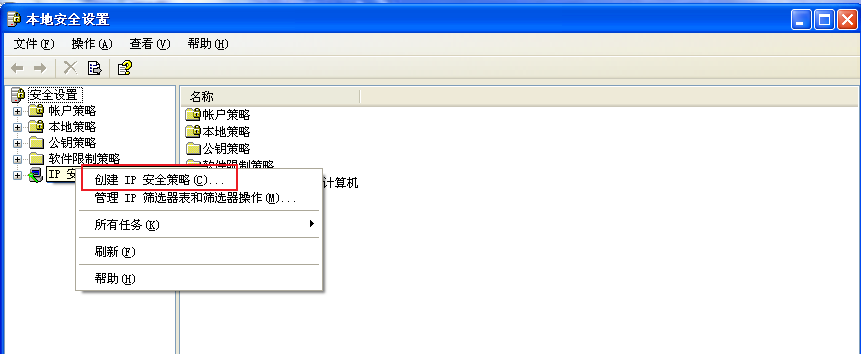 本地安全设置
文件(F) 操作(A) 查看(V) 帮助(H)
安全设置
帐户策略
本地策略
公钥策略
软件限制策略
IP 安
名称
帐户策略
本地策略
公钥策略
软件限制策略
计算机
创建 IP 安全策略(C)...
管理 IP 筛选器表和筛选器操作(M)...
所有任务(K)
刷新(F)
帮助(H)